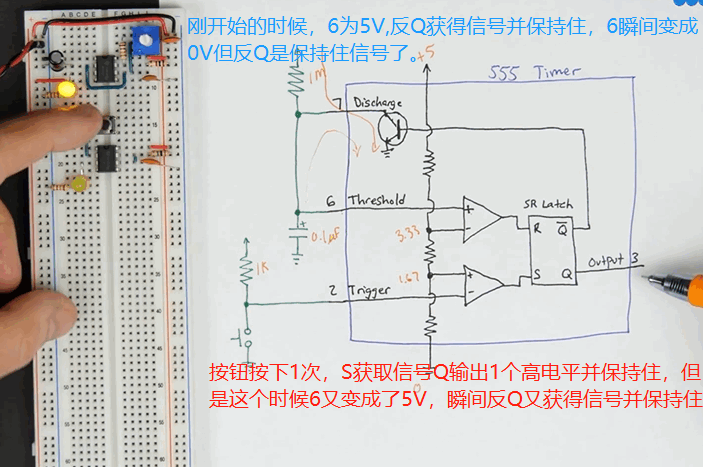 刚开始的时候，6为5V,反Q获得信号并保持住，6瞬间变成
0V但反Q是保持住信号了。
ABCDE
FGHIJ
+5
555 Timer
1M
7 Discharge
6 Threshold
SR Latch
R Q̅
3.33
0.1µF
Output 3
1K
1.67
S Q
2 Trigger
按钮按下1次，S获取信号Q输出1个高电平并保持住，但
是这个时候6又变成了5V，瞬间反Q又获得信号并保持住